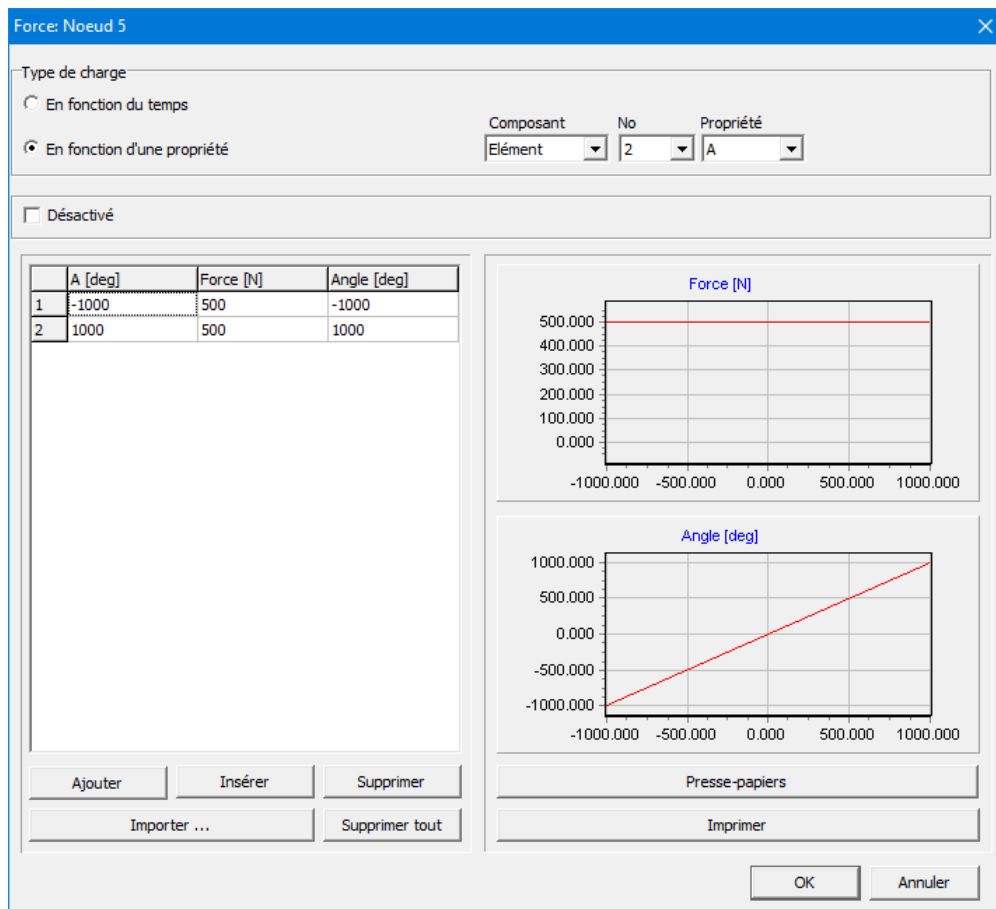 Force: Noeud 5
Type de charge
En fonction du temps
Composant No Propriété
En fonction d'une propriété Elément 2 A
Désactivé
A [deg] Force [N] Angle [deg]
1 -1000 500 -1000
2 1000 500 1000
Force [N]
500.000
400.000
300.000
200.000
100.000
0.000
-1000.000 -500.000 0.000 500.000 1000.000
Angle [deg]
1000.000
500.000
0.000
-500.000
-1000.000
-1000.000 -500.000 0.000 500.000 1000.000
Ajouter Insérer Supprimer
Importer ... Supprimer tout
Presse-papiers
Imprimer
OK Annuler